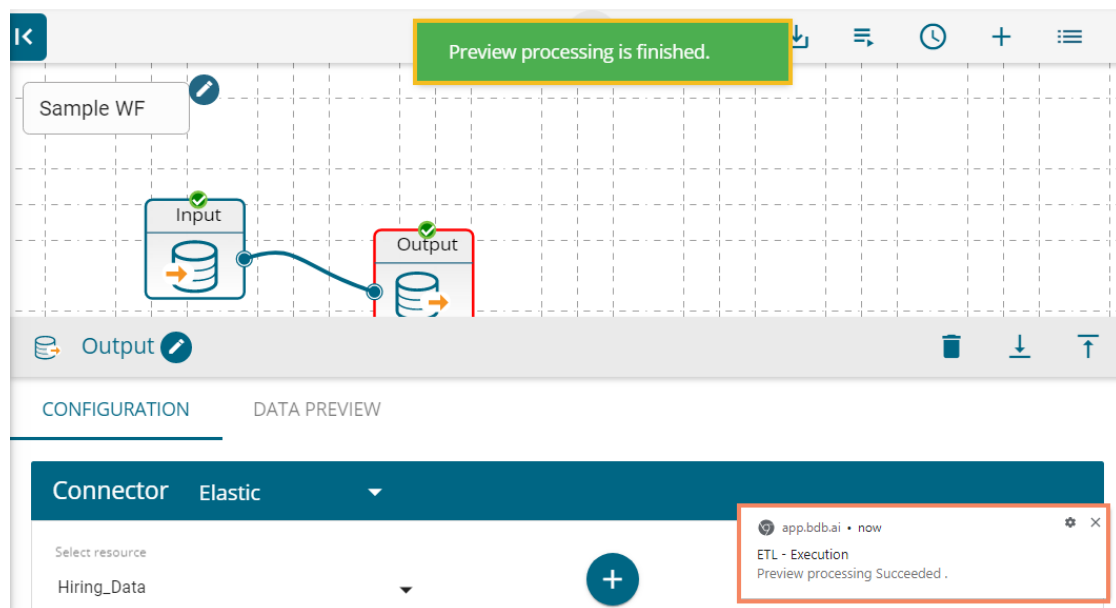 Preview processing is finished.
Sample WF
Input
Output
Output
CONFIGURATION
DATA PREVIEW
Connector
Elastic
Select resource
Hiring_Data
app.bdb.ai • now
ETL - Execution
Preview processing Succeeded .